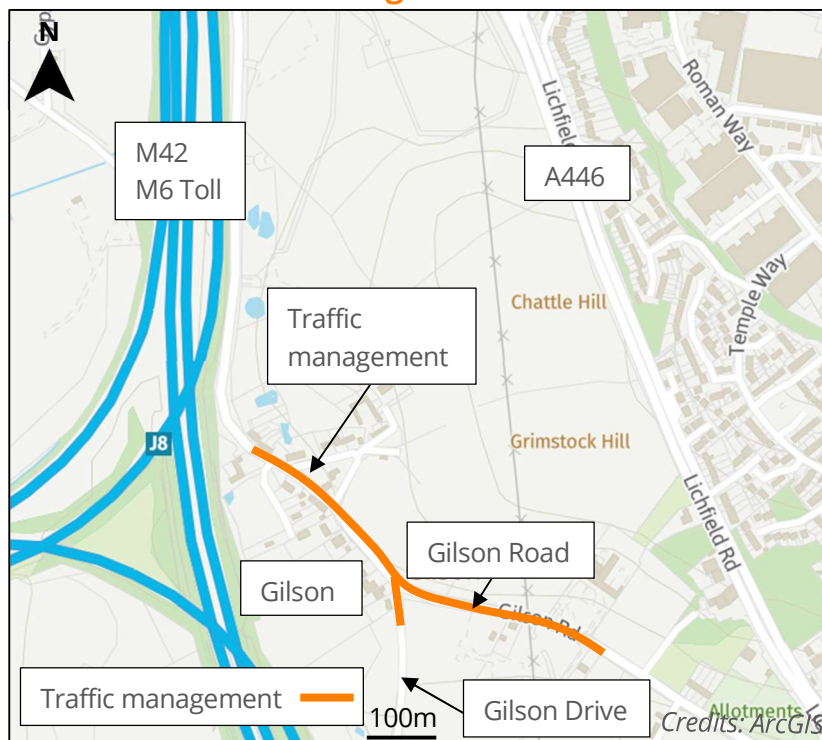 N
M42
M6 Toll
A446
Lichfield
Roman Way
Temple Way
Chattle Hill
Traffic
management
Grimstock Hill
J8
Lichfield Rd
Gilson Road
Gilson
Gilson Rd
Traffic management
100m
Gilson Drive
Allotments
Credits: ArcGIS